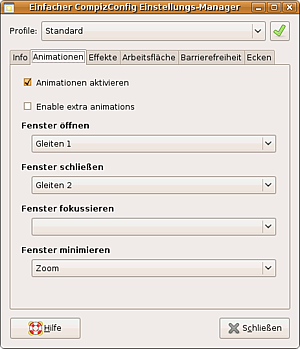 Einfacher CompizConfig Einstellungs-Manager
Profile: Standard
Info Animationen Effekte Arbeitsfläche Barrierefreiheit Ecken
Animationen aktivieren
Enable extra animations
Fenster öffnen
Gleiten 1
Fenster schließen
Gleiten 2
Fenster fokussieren
Fenster minimieren
Zoom
Hilfe Schließen